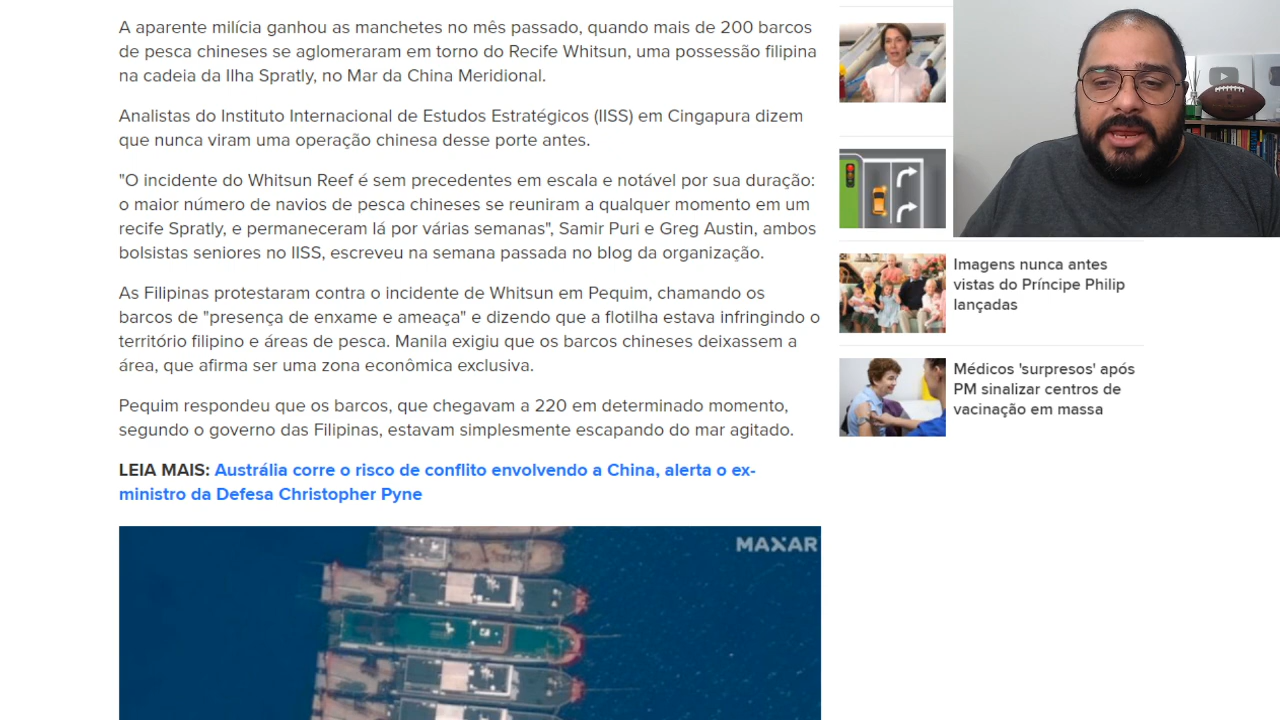 A aparente milícia ganhou as manchetes no mês passado, quando mais de 200 barcos
de pesca chineses se aglomeraram em torno do Recife Whitsun, uma possessão filipina
na cadeia da Ilha Spratly, no Mar da China Meridional.
Analistas do Instituto Internacional de Estudos Estratégicos (IISS) em Cingapura dizem
que nunca viram uma operação chinesa desse porte antes.
"O incidente do Whitsun Reef é sem precedentes em escala e notável por sua duração:
o maior número de navios de pesca chineses se reuniram a qualquer momento em um
recife Spratly, e permaneceram lá por várias semanas", Samir Puri e Greg Austin, ambos
bolsistas seniores no IISS, escreveu na semana passada no blog da organização.
As Filipinas protestaram contra o incidente de Whitsun em Pequim, chamando os
barcos de "presença de enxame e ameaça" e dizendo que a flotilha estava infringindo o
território filipino e áreas de pesca. Manila exigiu que os barcos chineses deixassem a
área, que afirma ser uma zona econômica exclusiva.
Pequim respondeu que os barcos, que chegavam a 220 em determinado momento,
segundo o governo das Filipinas, estavam simplesmente escapando do mar agitado.
LEIA MAIS: Austrália corre o risco de conflito envolvendo a China, alerta o ex-
ministro da Defesa Christopher Pyne
MAXAR
Imagens nunca antes
vistas do Príncipe Philip
lançadas
Médicos 'surpresos' após
PM sinalizar centros de
vacinação em massa